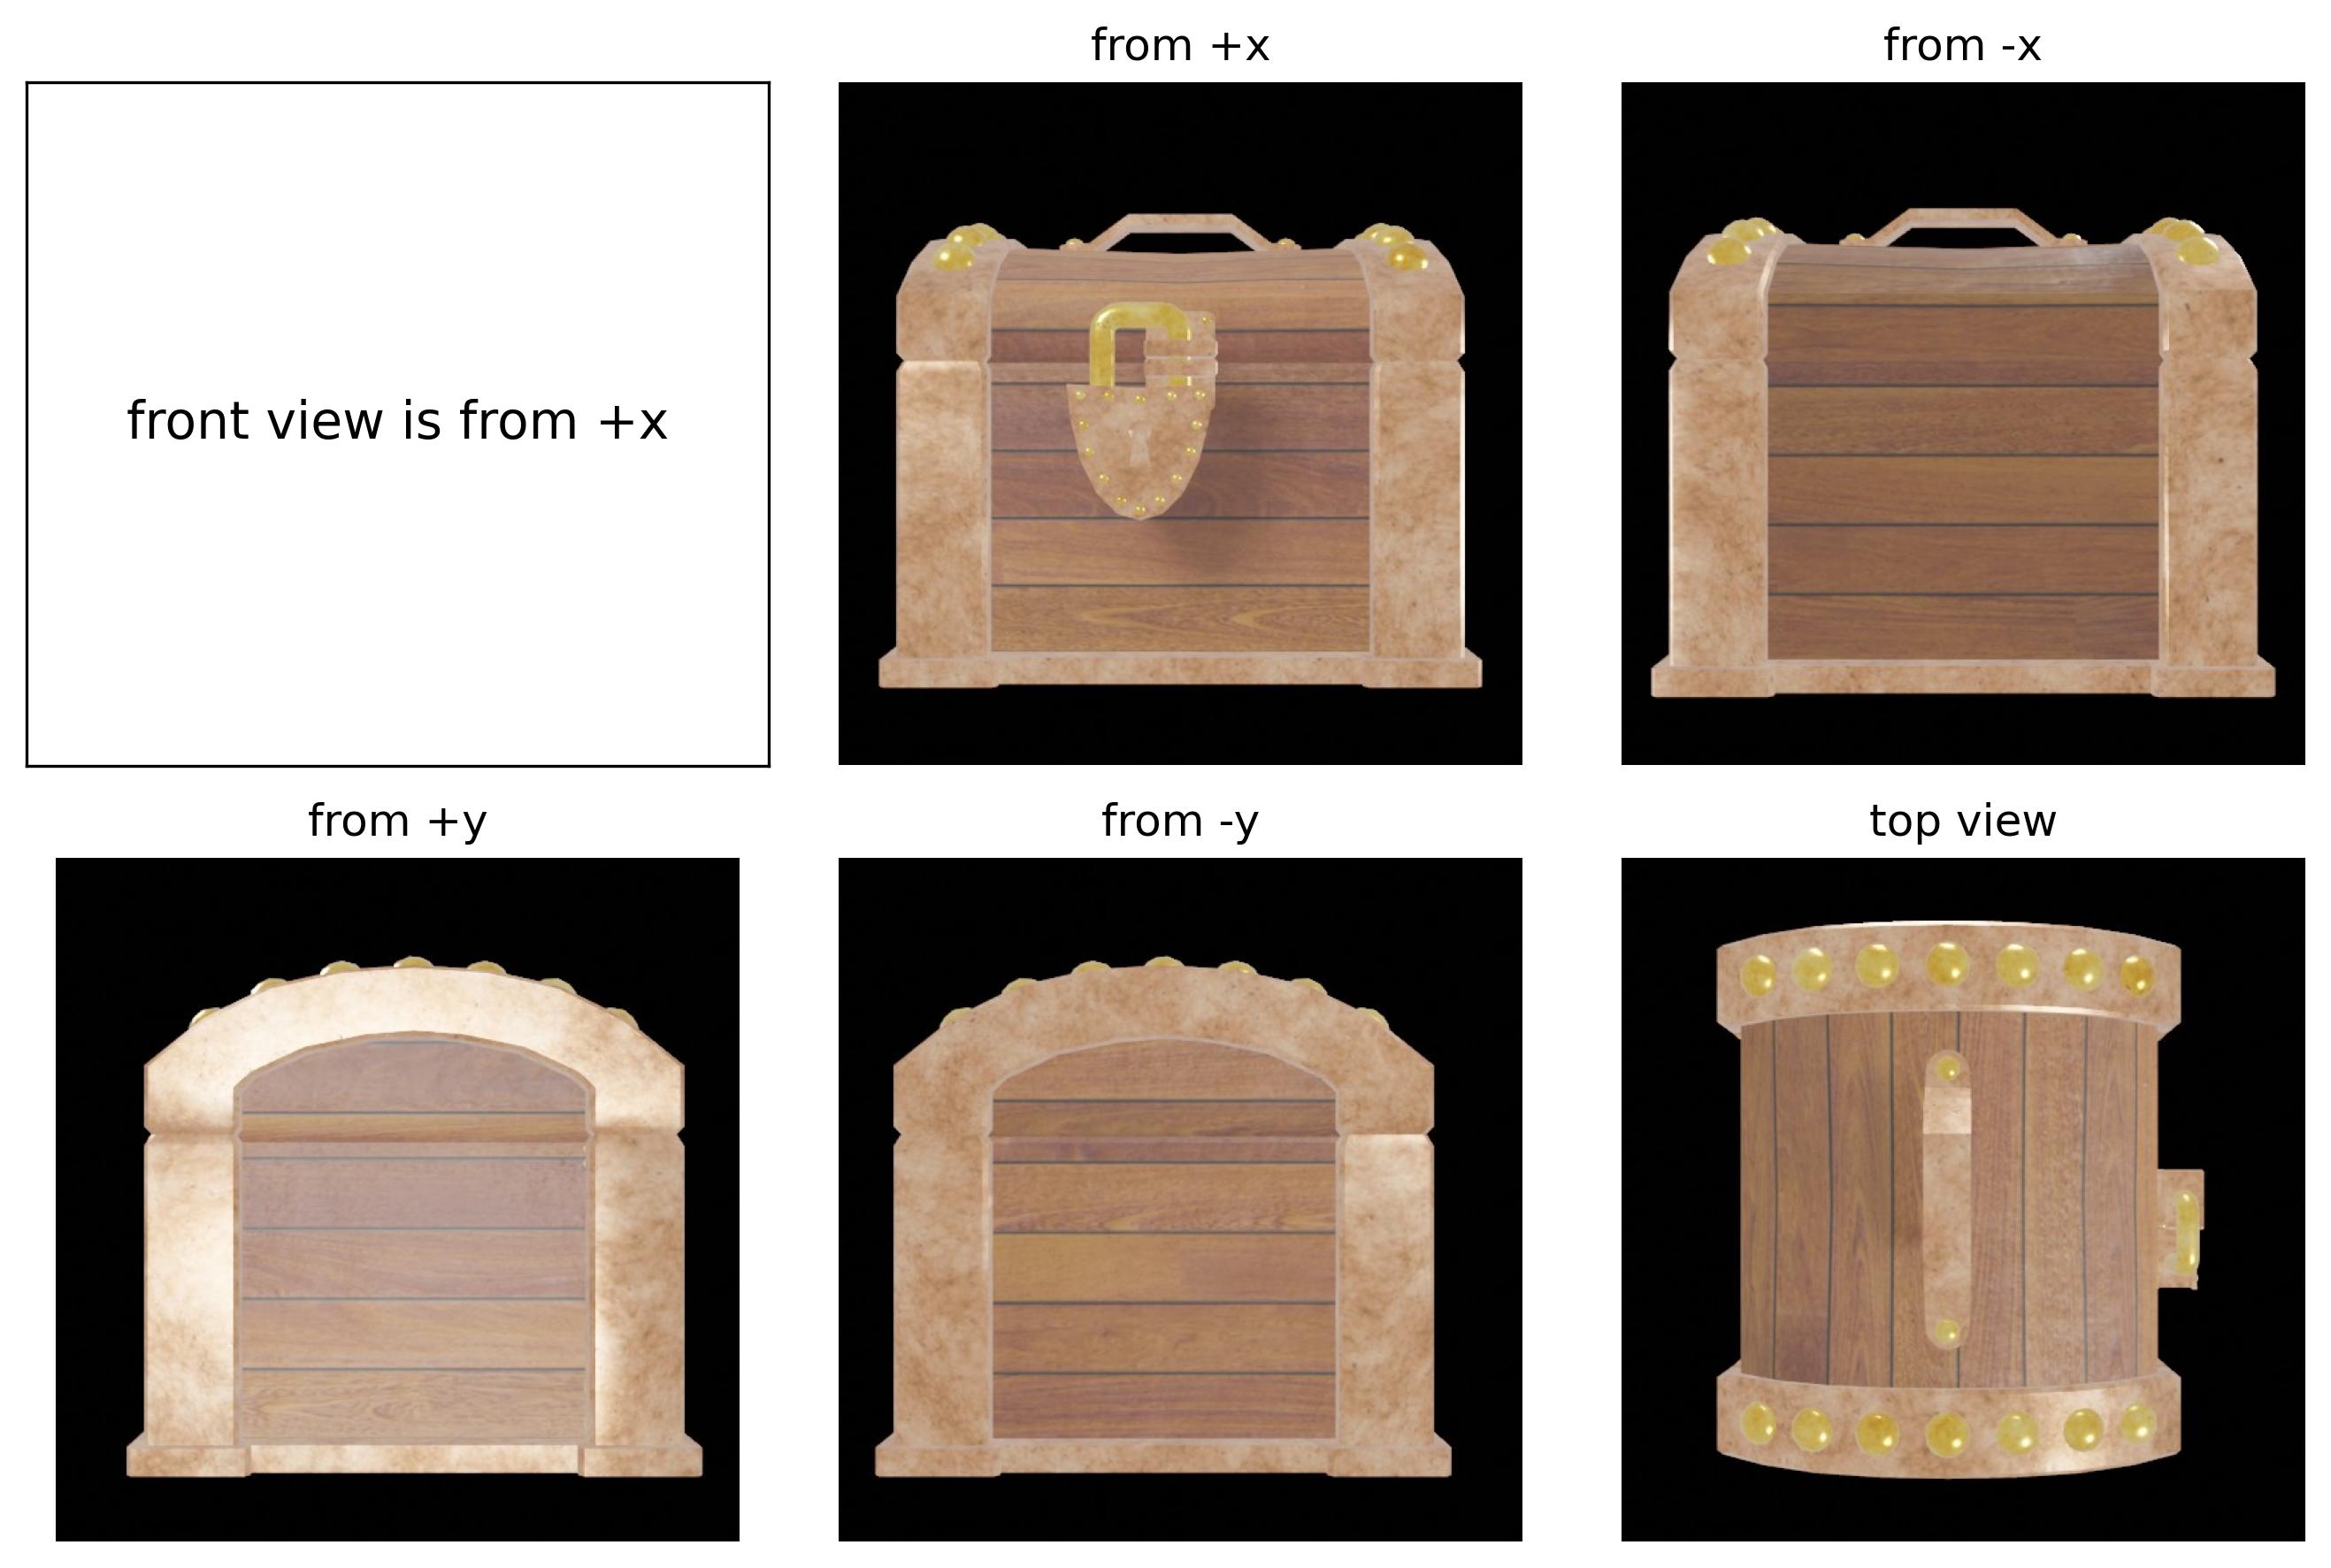 from +x
from -x
front view is from +x
from +y
from -y
top view